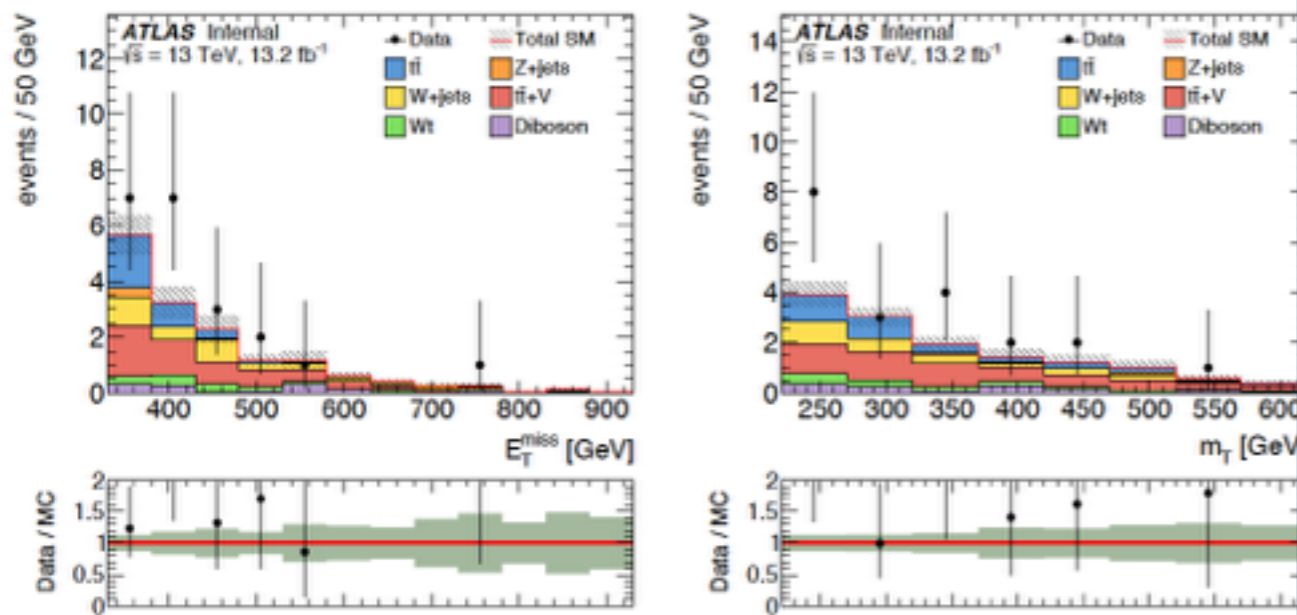 ATLAS Internal
√s = 13 TeV, 13.2 fb⁻¹
Data
Total SM
tt̄
Z+jets
W+jets
tt̄+V
Wt
Diboson
events / 50 GeV
12
10
8
6
4
2
0
400 500 600 700 800 900
E_T^miss [GeV]
Data / MC
2
1.5
1
0.5
0
ATLAS Internal
√s = 13 TeV, 13.2 fb⁻¹
Data
Total SM
tt̄
Z+jets
W+jets
tt̄+V
Wt
Diboson
events / 50 GeV
14
12
10
8
6
4
2
0
250 300 350 400 450 500 550 600
m_T [GeV]
Data / MC
2
1.5
1
0.5
0